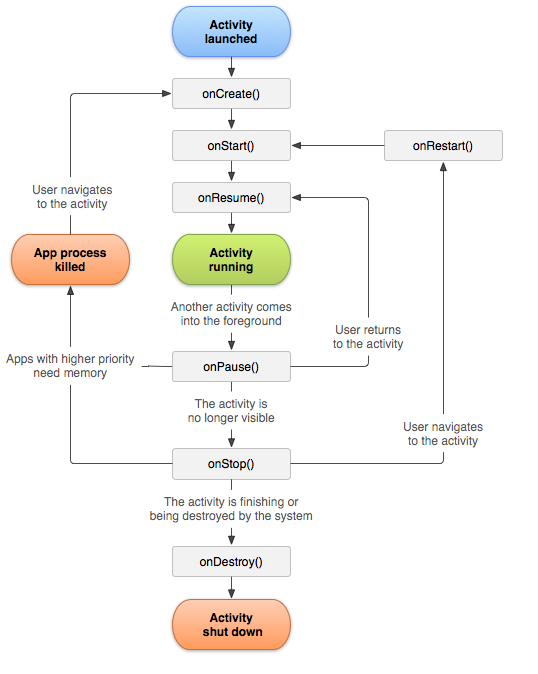 Activity
launched
onCreate()
onStart()
onRestart()
User navigates
to the activity
onResume()
App process
killed
Activity
running
Another activity comes
into the foreground
User returns
to the activity
Apps with higher priority
need memory
onPause()
The activity is
no longer visible
User navigates
to the activity
onStop()
The activity is finishing or
being destroyed by the system
onDestroy()
Activity
shut down